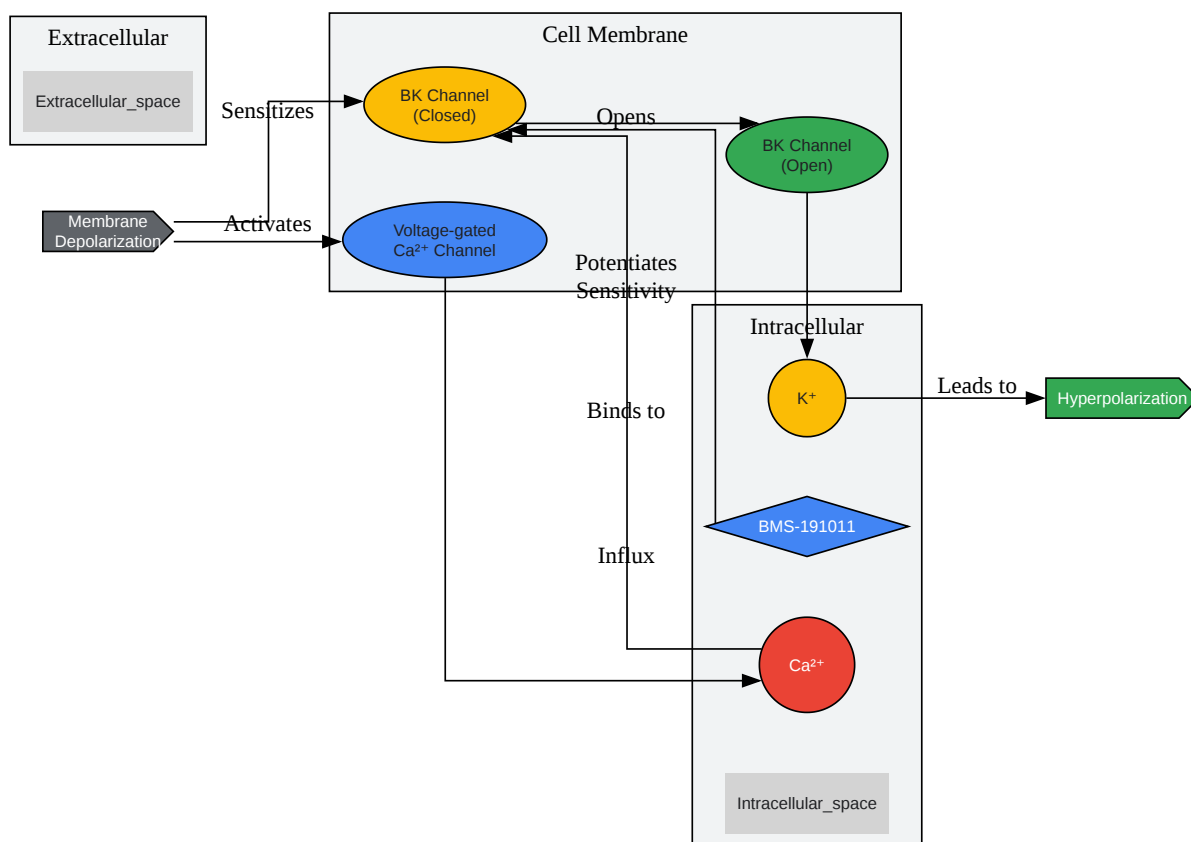 Extracellular
Extracellular_space
Cell Membrane
BK Channel
(Closed)
Sensitizes
Opens
BK Channel
(Open)
Membrane
Depolarization
Activates
Voltage-gated
Ca²⁺ Channel
Potentiates
Sensitivity
Intracellular
K⁺
Leads to
Hyperpolarization
Binds to
BMS-191011
Influx
Ca²⁺
Intracellular_space